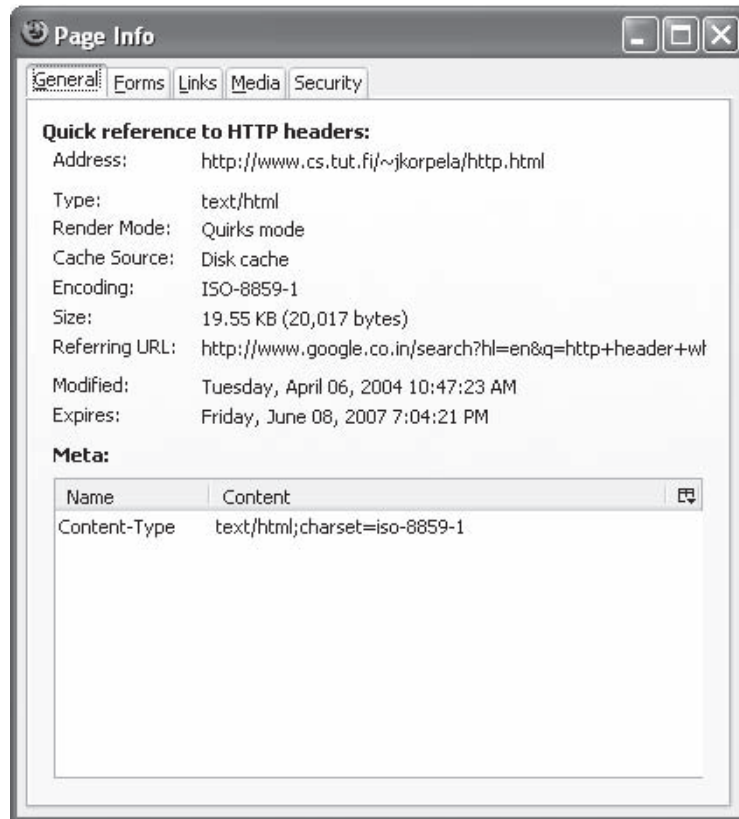 Page Info
General Forms Links Media Security
Quick reference to HTTP headers:
Address: http://www.cs.tut.fi/~jkorpela/http.html
Type: text/html
Render Mode: Quirks mode
Cache Source: Disk cache
Encoding: ISO-8859-1
Size: 19.55 KB (20,017 bytes)
Referring URL: http://www.google.co.in/search?hl=en&q=http+header+wh
Modified: Tuesday, April 06, 2004 10:47:23 AM
Expires: Friday, June 08, 2007 7:04:21 PM
Meta:
Name Content
Content-Type text/html;charset=iso-8859-1